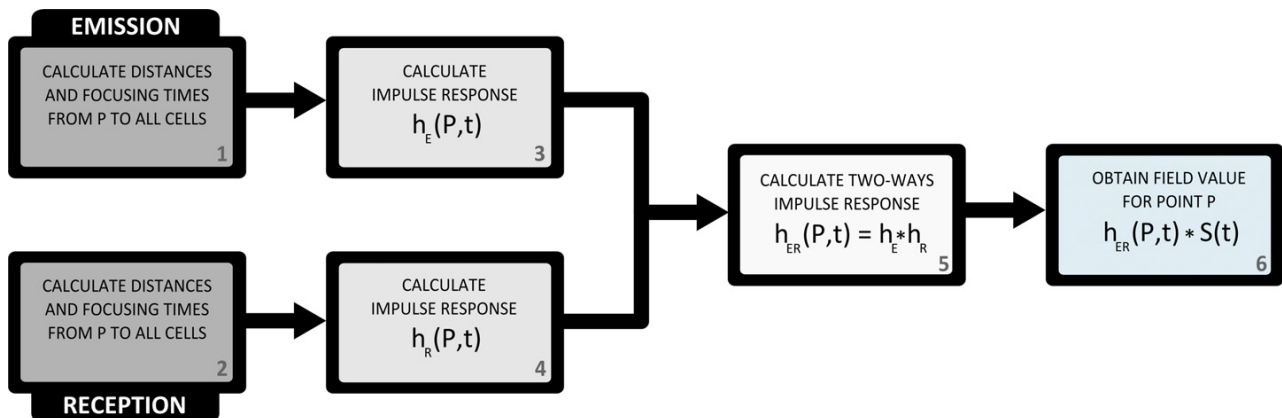 EMISSION
CALCULATE DISTANCES
AND FOCUSING TIMES
FROM P TO ALL CELLS
1
CALCULATE
IMPULSE RESPONSE
h_E(P,t)
3
CALCULATE DISTANCES
AND FOCUSING TIMES
FROM P TO ALL CELLS
2
RECEPTION
CALCULATE
IMPULSE RESPONSE
h_R(P,t)
4
CALCULATE TWO-WAYS
IMPULSE RESPONSE
h_ER(P,t) = h_E*h_R
5
OBTAIN FIELD VALUE
FOR POINT P
h_ER(P,t) * S(t)
6